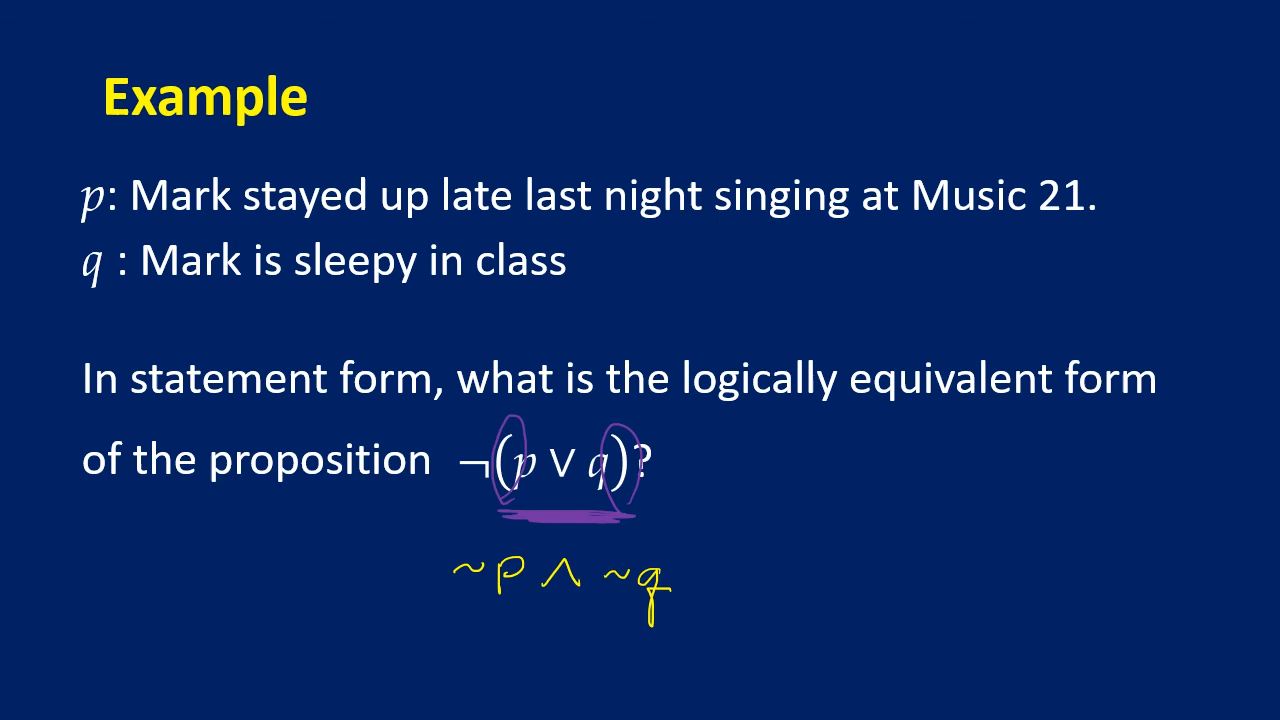 Example
p: Mark stayed up late last night singing at Music 21.
q : Mark is sleepy in class
In statement form, what is the logically equivalent form
of the proposition ¬(p ∨ q)?
~p ∧ ~q